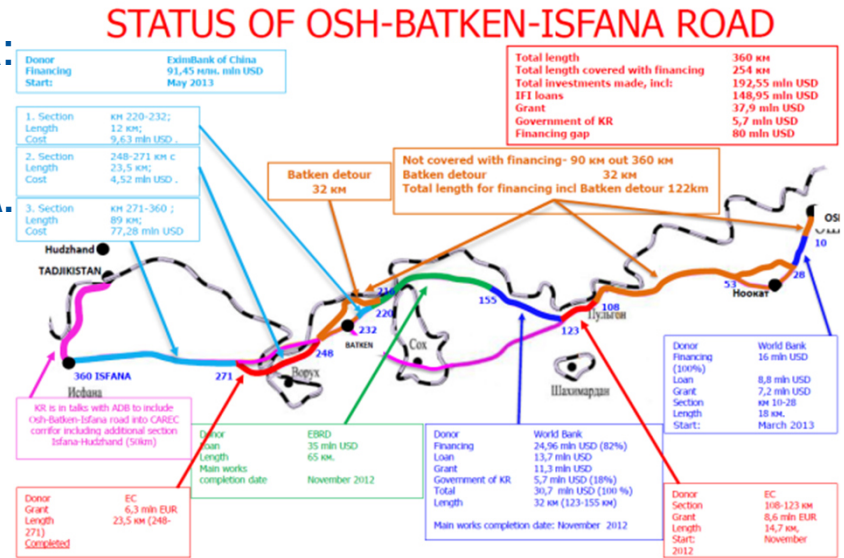 STATUS OF OSH-BATKEN-ISFANA ROAD
Donor EximBank of China
Financing 91,45 млн. mln USD
Start: May 2013
Total length 360 км
Total length covered with financing 254 км
Total investments made, incl: 192,55 mln USD
IFI loans 148,95 mln USD
Grant 37,9 mln USD
Government of KR 5,7 mln USD
Financing gap 80 mln USD
1. Section км 220-232;
Length 12 км;
Cost 9,63 mln USD .
2. Section 248-271 км с
Length 23,5 км;
Cost 4,52 mln USD .
3. Section км 271-360 ;
Length 89 км;
Cost 77,28 mln USD
Batken detour
32 км
Not covered with financing- 90 км out 360 км
Batken detour 32 км
Total length for financing incl Batken detour 122km
Hudzhand
TADJIKISTAN
360 ISFANA
Исфана
271
248
Ворух
232
BATKEN
220
Сох
155
123
108
Пульгон
Шахимардан
53
Ноокат
28
10
KR is in talks with ADB to include
Osh-Batken-Isfana road into CAREC
corrifor including additional section
Isfana-Hudzhand (50km)
Donor EBRD
Loan 35 mln USD
Length 65 км.
Main works
completion date November 2012
Donor World Bank
Financing 24,96 mln USD (82%)
Loan 13,7 mln USD
Grant 11,3 mln USD
Government of KR 5,7 mln USD (18%)
Total 30,7 mln USD (100 %)
Length 32 км (123-155 км)
Main works completion date: November 2012
Donor World Bank
Financing 16 mln USD
(100%)
Loan 8,8 mln USD
Grant 7,2 mln USD
Section км 10-28
Length 18 км.
Start: March 2013
Donor EC
Grant 6,3 mln EUR
Length 23,5 км (248-
271)
Completed
Donor EC
Section 108-123 км
Grant 8,6 mln EUR
Length 14,7 км,
Start: November
2012